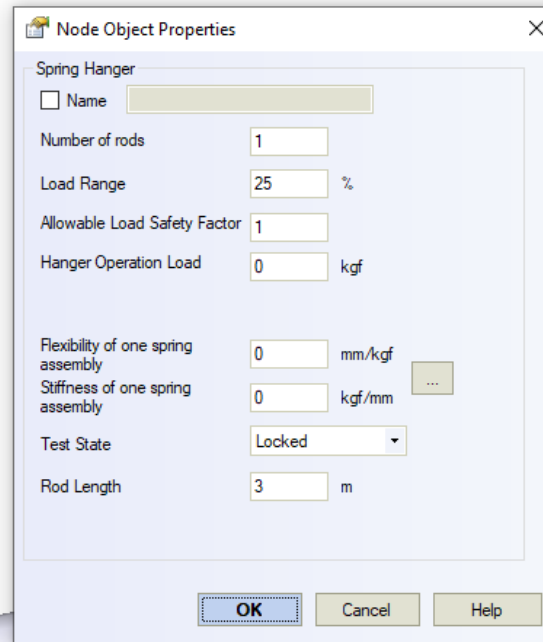 Node Object Properties
Spring Hanger
Name
Number of rods 1
Load Range 25 %
Allowable Load Safety Factor 1
Hanger Operation Load 0 kgf
Flexibility of one spring
assembly 0 mm/kgf
...
Stiffness of one spring
assembly 0 kgf/mm
Test State Locked
Rod Length 3 m
OK Cancel Help